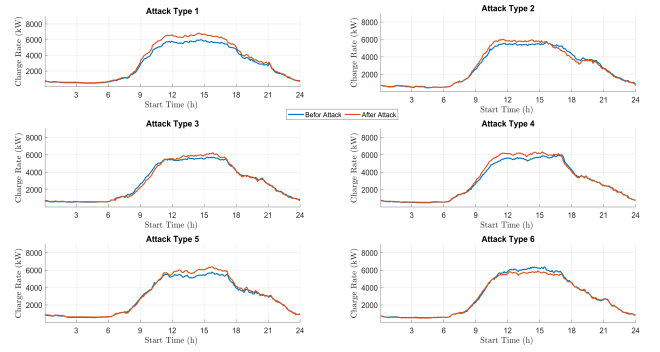 Attack Type 1
Charge Rate (kW)
8000
6000
4000
2000
3 6 9 12 15 18 21 24
Start Time (h)
Attack Type 2
Charge Rate (kW)
8000
6000
4000
2000
3 6 9 12 15 18 21 24
Start Time (h)
Befor Attack After Attack
Attack Type 3
Charge Rate (kW)
8000
6000
4000
2000
3 6 9 12 15 18 21 24
Start Time (h)
Attack Type 4
Charge Rate (kW)
8000
6000
4000
2000
3 6 9 12 15 18 21 24
Start Time (h)
Attack Type 5
Charge Rate (kW)
8000
6000
4000
2000
3 6 9 12 15 18 21 24
Start Time (h)
Attack Type 6
Charge Rate (kW)
8000
6000
4000
2000
3 6 9 12 15 18 21 24
Start Time (h)